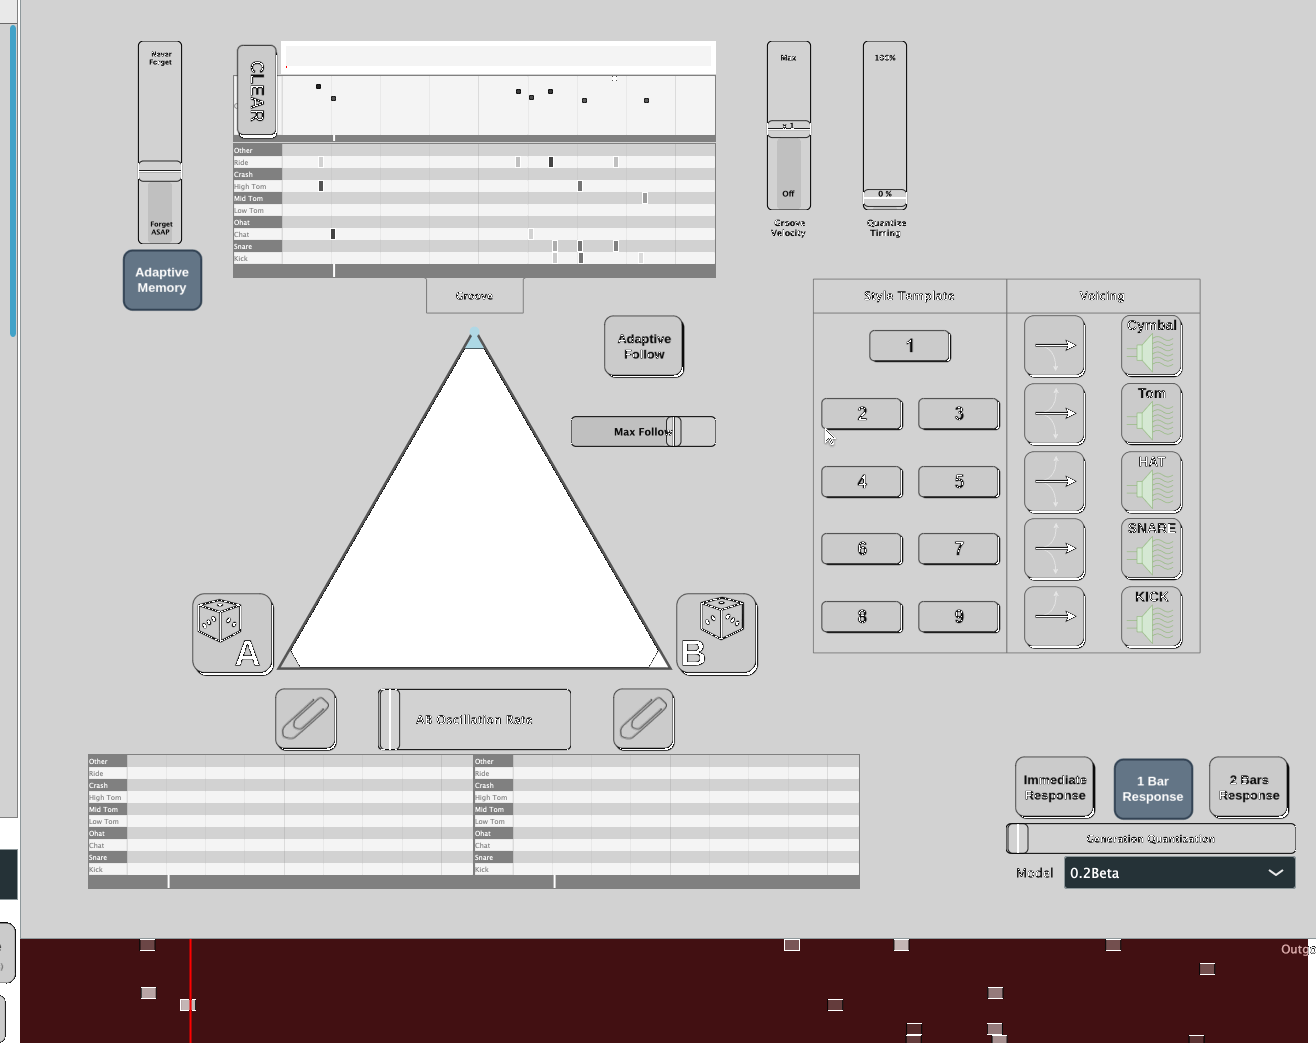 Never
Forget
Forget
ASAP
Adaptive
Memory
CLEAR
Other
Ride
Crash
High Tom
Mid Tom
Low Tom
Ohat
Chat
Snare
Kick
Groove
Max
Off
Groove
Velocity
100%
0 %
Quantize
Timing
Adaptive
Follow
Max Follow
Style Template
Voicing
1
2
3
4
5
6
7
8
9
Cymbal
Tom
HAT
SNARE
KICK
A
B
AB Oscillation Rate
Other
Ride
Crash
High Tom
Mid Tom
Low Tom
Ohat
Chat
Snare
Kick
Other
Ride
Crash
High Tom
Mid Tom
Low Tom
Ohat
Chat
Snare
Kick
Immediate
Response
1 Bar
Response
2 Bars
Response
Generation Quantization
Model
0.2Beta